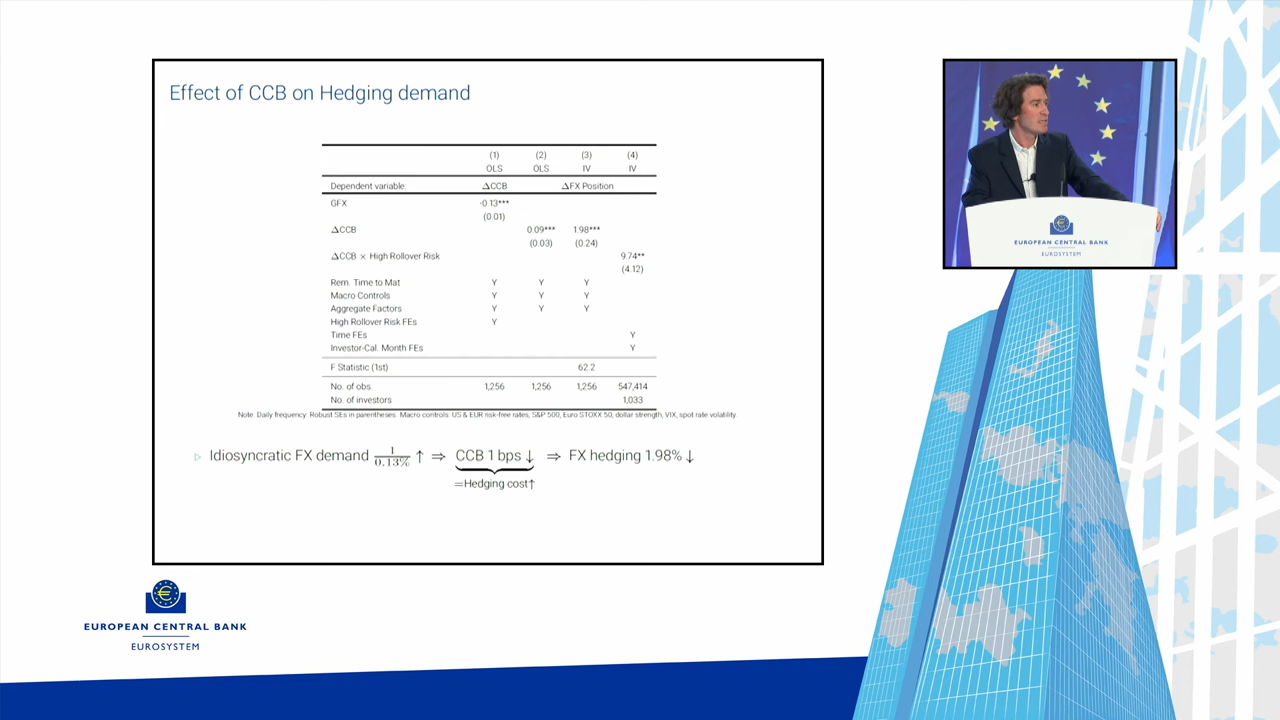 Effect of CCB on Hedging demand
(1) (2) (3) (4)
OLS OLS IV IV
Dependent variable: ΔCCB ΔFX Position
GFX -0.13***
(0.01)
ΔCCB 0.09*** 1.98***
(0.03) (0.24)
ΔCCB × High Rollover Risk 9.74**
(4.12)
Rem. Time to Mat Y Y Y
Macro Controls Y Y Y
Aggregate Factors Y Y Y
High Rollover Risk FEs Y
Time FEs Y
Investor-Cal. Month FEs Y
F Statistic (1st) 62.2
No. of obs. 1,256 1,256 1,256 547,414
No. of investors 1,033
Note: Daily frequency. Robust SEs in parentheses. Macro controls: US & EUR risk-free rates, S&P 500, Euro STOXX 50, dollar strength, VIX, spot rate volatility.
Idiosyncratic FX demand 1/0.13% ↑ ⇒ CCB 1 bps ↓ ⇒ FX hedging 1.98% ↓
=Hedging cost↑
EUROPEAN CENTRAL BANK
EUROSYSTEM
EUROPEAN CENTRAL BANK
EUROSYSTEM